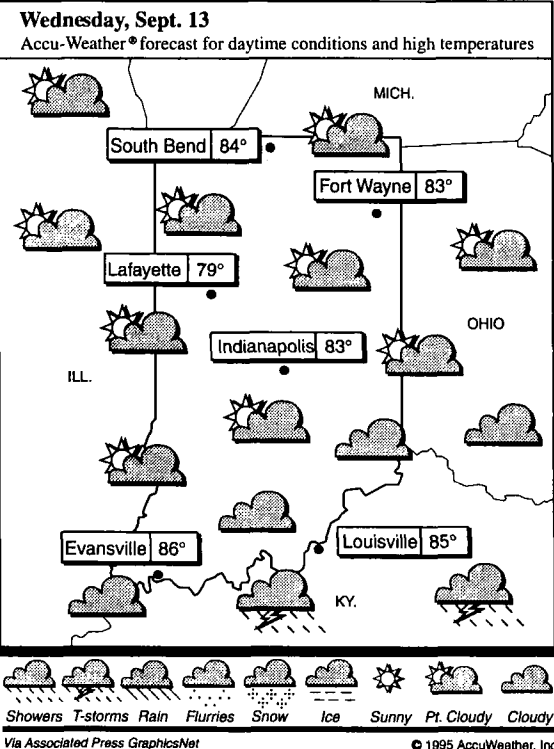 Wednesday, Sept. 13
Accu-Weather® forecast for daytime conditions and high temperatures
MICH.
South Bend 84°
Fort Wayne 83°
Lafayette 79°
OHIO
Indianapolis 83°
ILL.
Evansville 86°
Louisville 85°
KY.
Showers T-storms Rain Flurries Snow Ice Sunny Pt. Cloudy Cloudy
Via Associated Press GraphicsNet © 1995 AccuWeather, Inc